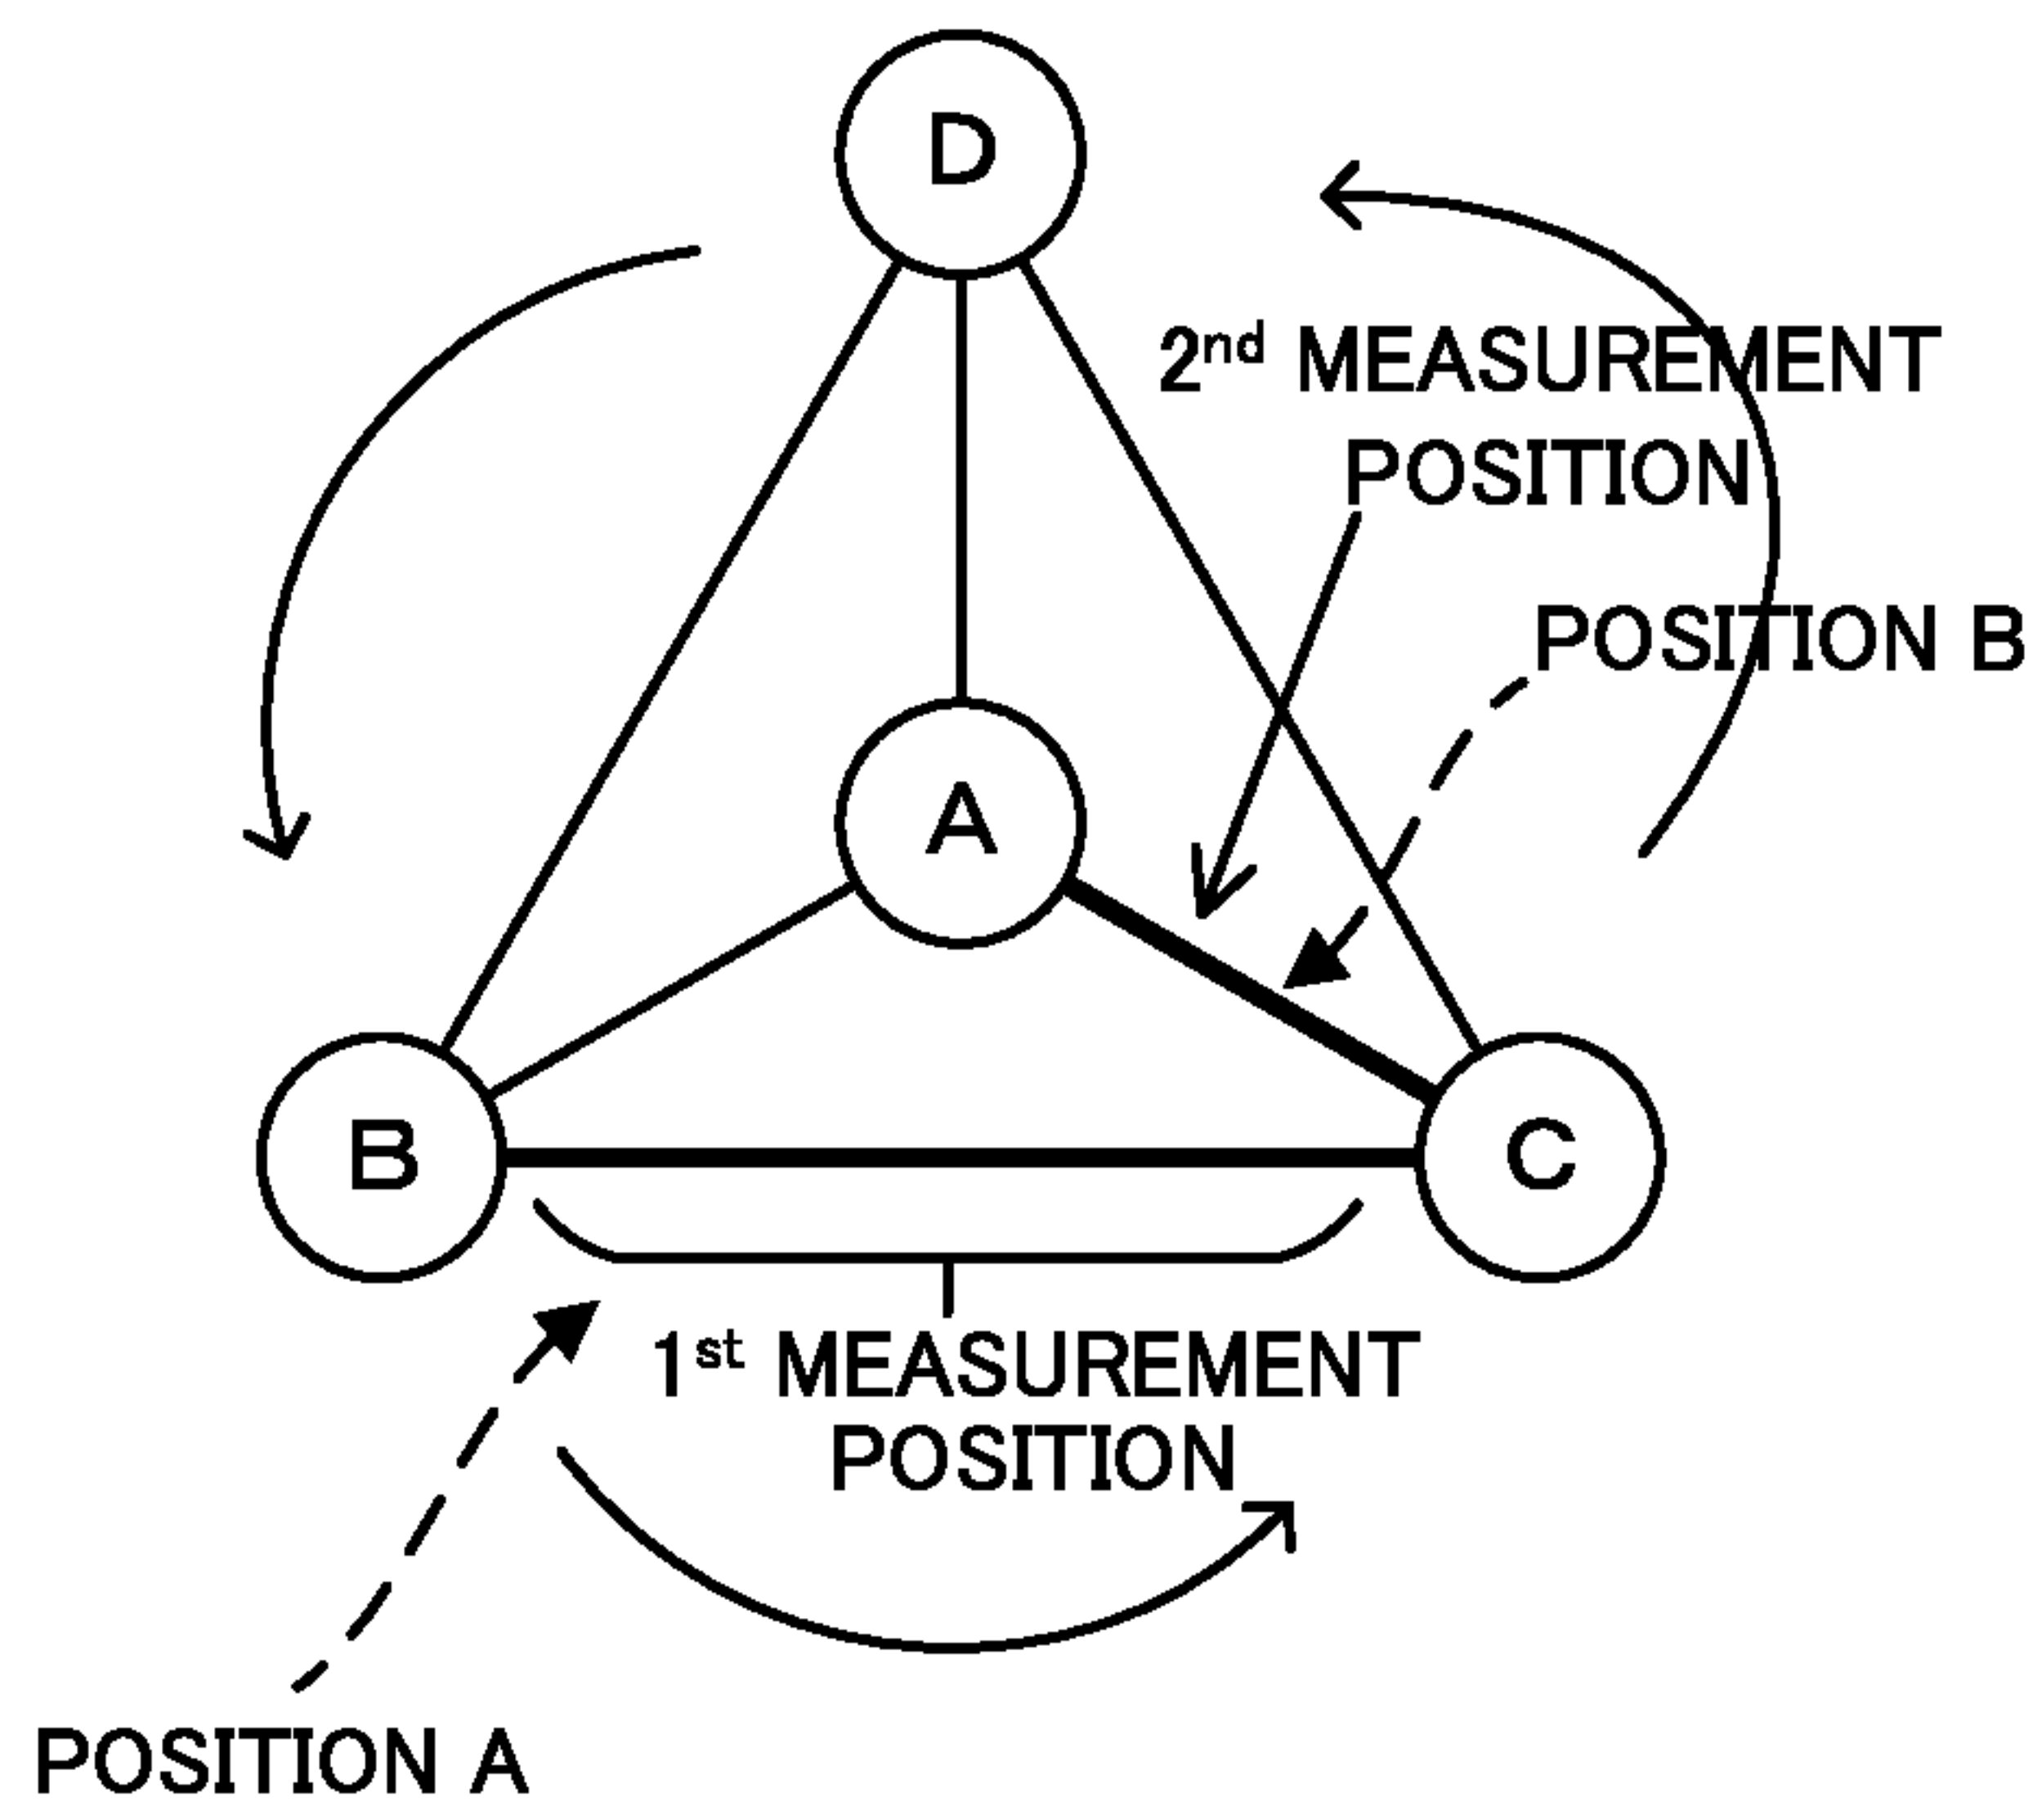 D
2nd MEASUREMENT
POSITION
POSITION B
A
B
C
1st MEASUREMENT
POSITION
POSITION A